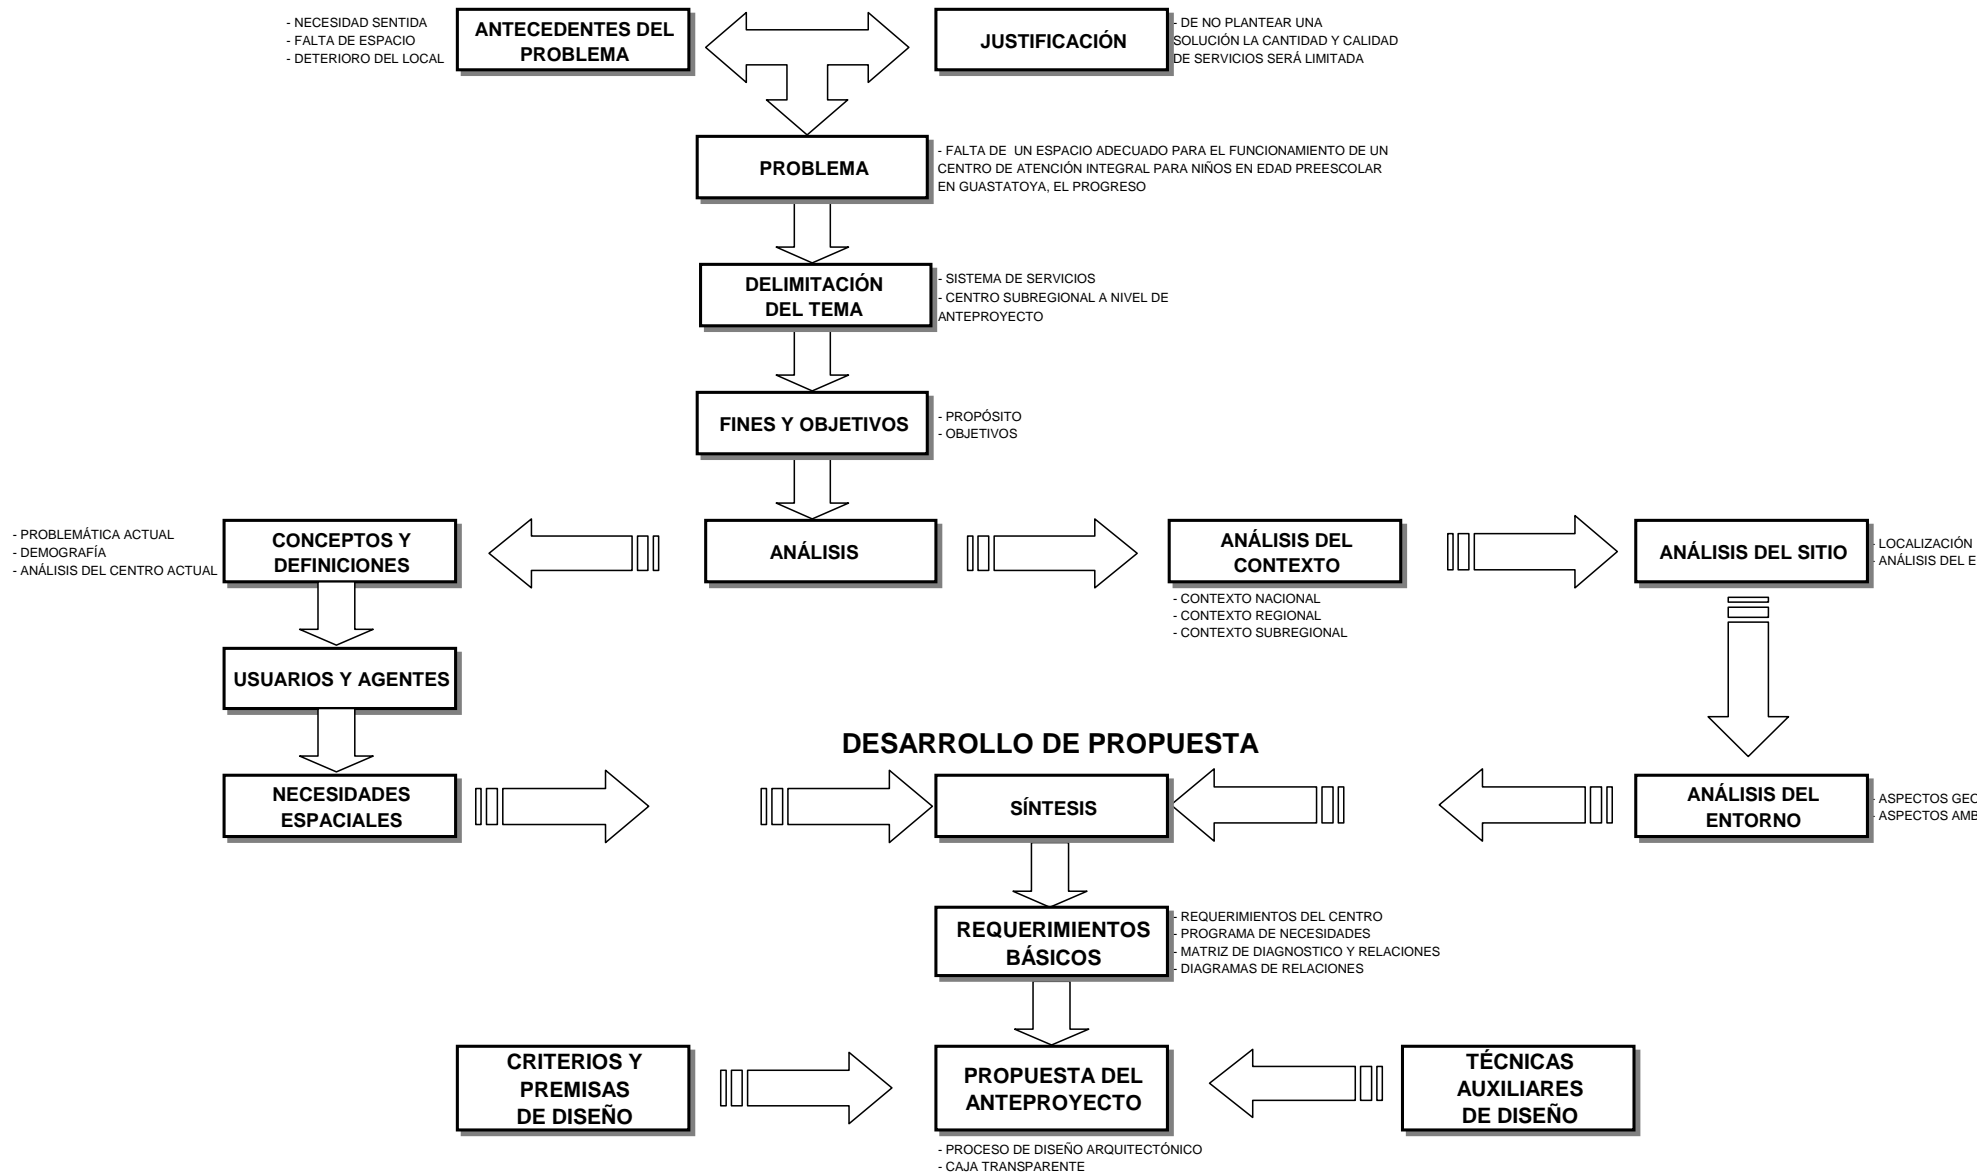 - NECESIDAD SENTIDA
- FALTA DE ESPACIO
- DETERIORO DEL LOCAL
ANTECEDENTES DEL
PROBLEMA
JUSTIFICACIÓN
- DE NO PLANTEAR UNA
SOLUCIÓN LA CANTIDAD Y CALIDAD
DE SERVICIOS SERÁ LIMITADA
PROBLEMA
- FALTA DE UN ESPACIO ADECUADO PARA EL FUNCIONAMIENTO DE UN
CENTRO DE ATENCIÓN INTEGRAL PARA NIÑOS EN EDAD PREESCOLAR
EN GUASTATOYA, EL PROGRESO
DELIMITACIÓN
DEL TEMA
- SISTEMA DE SERVICIOS
- CENTRO SUBREGIONAL A NIVEL DE
ANTEPROYECTO
FINES Y OBJETIVOS
- PROPÓSITO
- OBJETIVOS
- PROBLEMÁTICA ACTUAL
- DEMOGRAFÍA
- ANÁLISIS DEL CENTRO ACTUAL
CONCEPTOS Y
DEFINICIONES
ANÁLISIS
ANÁLISIS DEL
CONTEXTO
- CONTEXTO NACIONAL
- CONTEXTO REGIONAL
- CONTEXTO SUBREGIONAL
ANÁLISIS DEL SITIO
- LOCALIZACIÓN
- ANÁLISIS DEL
USUARIOS Y AGENTES
DESARROLLO DE PROPUESTA
NECESIDADES
ESPACIALES
SÍNTESIS
ANÁLISIS DEL
ENTORNO
- ASPECTOS
- ASPECTOS
REQUERIMIENTOS
BÁSICOS
- REQUERIMIENTOS DEL CENTRO
- PROGRAMA DE NECESIDADES
- MATRIZ DE DIAGNOSTICO Y RELACIONES
- DIAGRAMAS DE RELACIONES
CRITERIOS Y
PREMISAS
DE DISEÑO
PROPUESTA DEL
ANTEPROYECTO
- PROCESO DE DISEÑO ARQUITECTÓNICO
- CAJA TRANSPARENTE
TÉCNICAS
AUXILIARES
DE DISEÑO